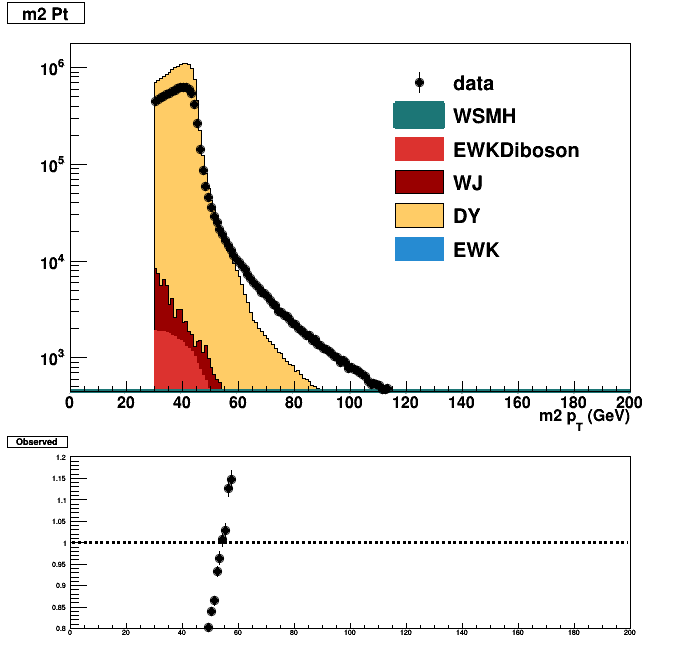 m2 Pt
10^6
10^5
10^4
10^3
data
WSMH
EWKDiboson
WJ
DY
EWK
0 20 40 60 80 100 120 140 160 180 200
m2 p_T (GeV)
Observed
1.2
1.15
1.1
1.05
1
0.95
0.9
0.85
0.8
0 20 40 60 80 100 120 140 160 180 200